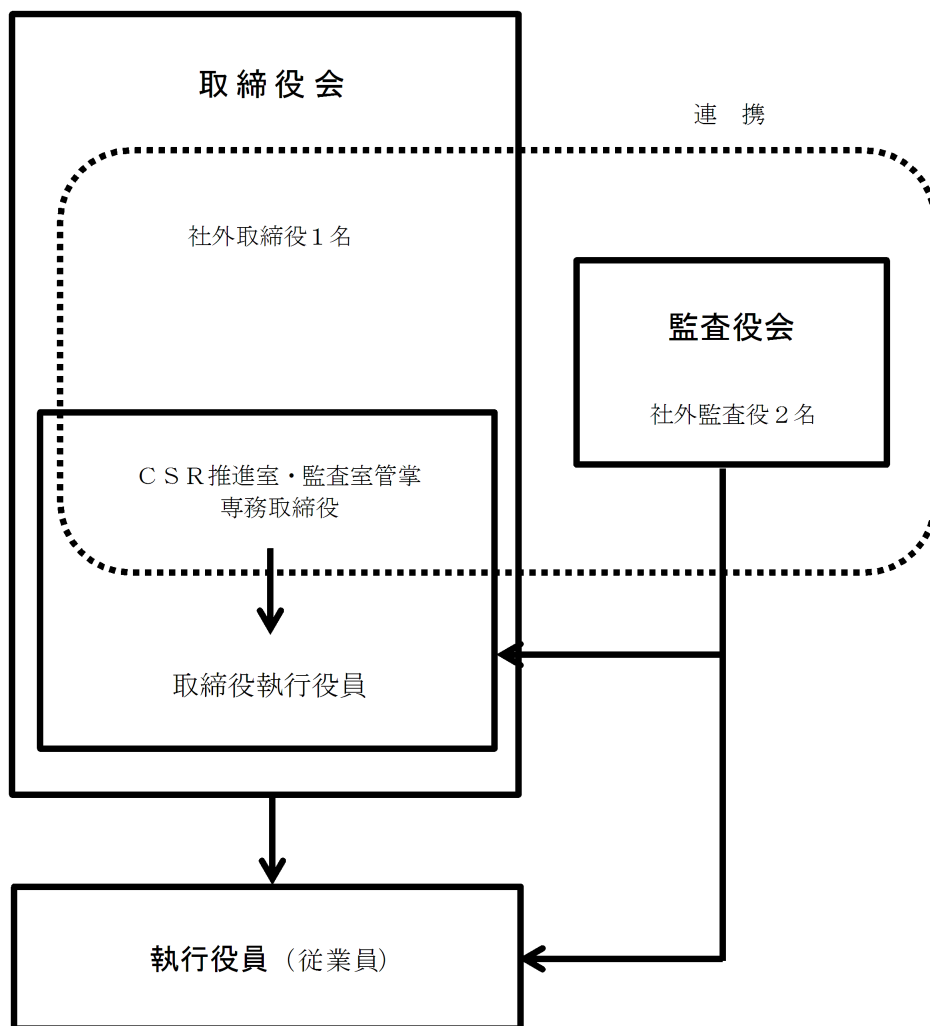 取締役会
連　携
社外取締役１名
監査役会
社外監査役２名
ＣＳＲ推進室・監査室管掌
専務取締役
取締役執行役員
執行役員（従業員）